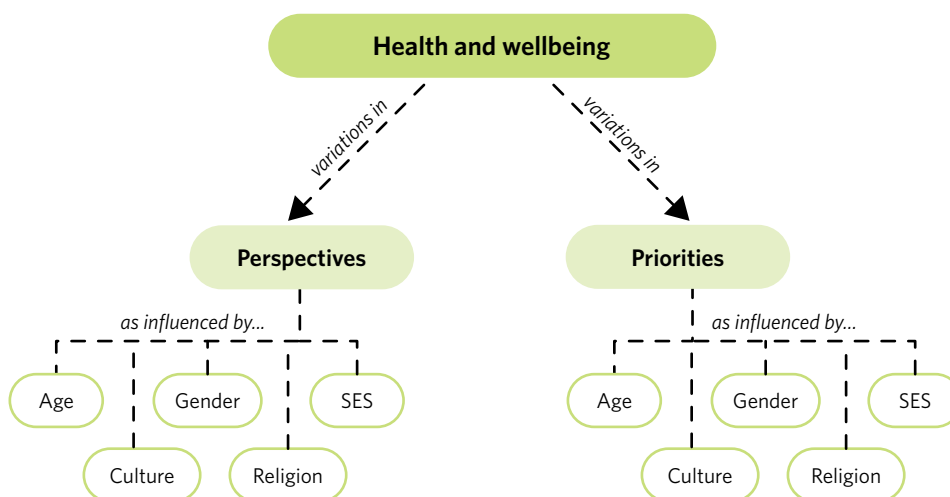 Health and wellbeing
variations in
variations in
Perspectives
Priorities
as influenced by...
as influenced by...
Age
Gender
SES
Age
Gender
SES
Culture
Religion
Culture
Religion